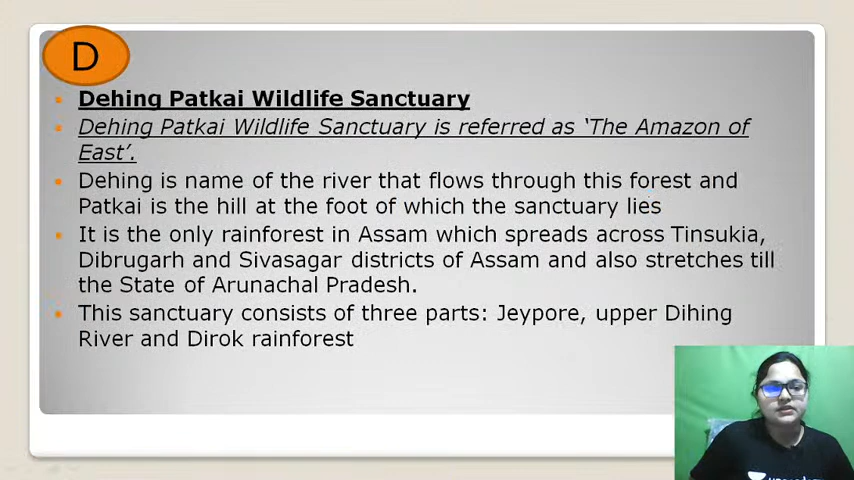 D
Dehing Patkai Wildlife Sanctuary
Dehing Patkai Wildlife Sanctuary is referred as ‘The Amazon of
East’.
Dehing is name of the river that flows through this forest and
Patkai is the hill at the foot of which the sanctuary lies
It is the only rainforest in Assam which spreads across Tinsukia,
Dibrugarh and Sivasagar districts of Assam and also stretches till
the State of Arunachal Pradesh.
This sanctuary consists of three parts: Jeypore, upper Dihing
River and Dirok rainforest